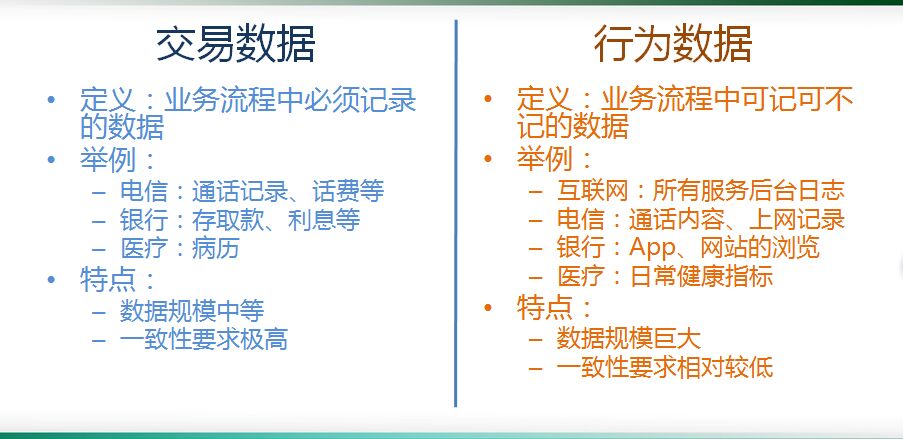 交易数据
• 定义：业务流程中必须记录
的数据
• 举例：
– 电信：通话记录、话费等
– 银行：存取款、利息等
– 医疗：病历
• 特点：
– 数据规模中等
– 一致性要求极高
行为数据
• 定义：业务流程中可记可不
记的数据
• 举例：
– 互联网：所有服务后台日志
– 电信：通话内容、上网记录
– 银行：App、网站的浏览
– 医疗：日常健康指标
• 特点：
– 数据规模巨大
– 一致性要求相对较低